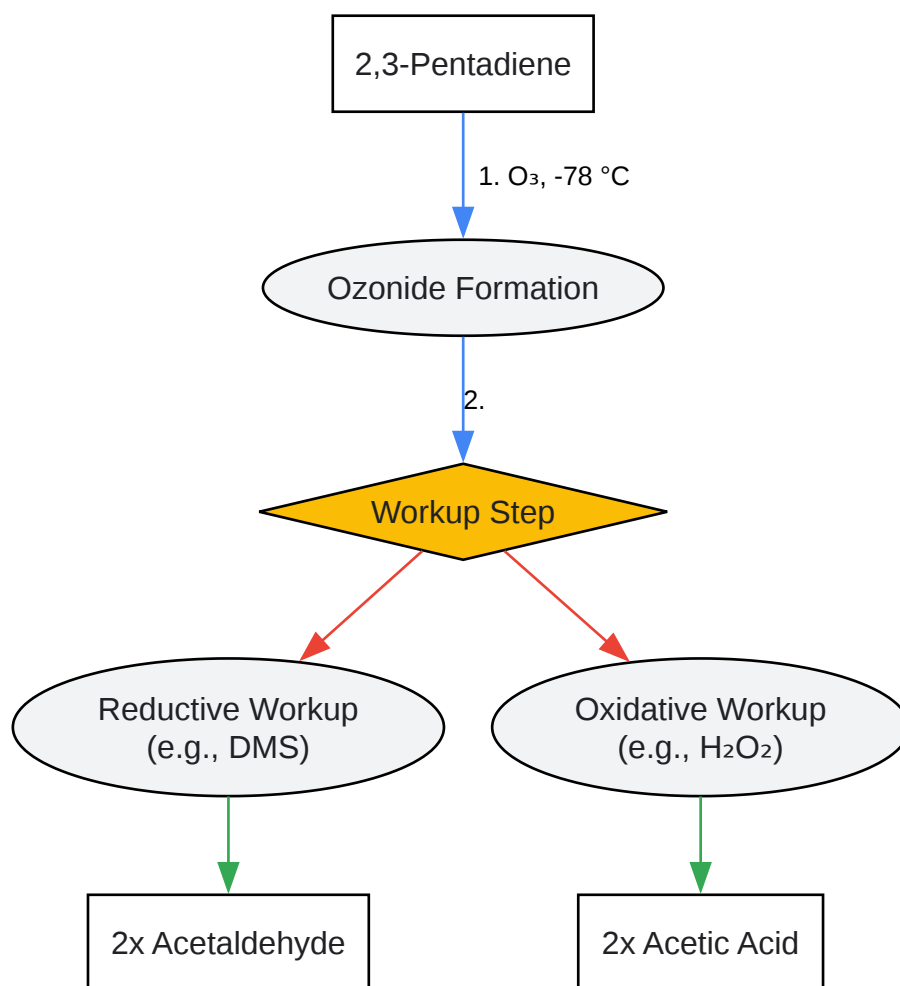 2,3-Pentadiene
1. O₃, -78 °C
Ozonide Formation
2.
Workup Step
Reductive Workup
(e.g., DMS)
Oxidative Workup
(e.g., H₂O₂)
2x Acetaldehyde
2x Acetic Acid